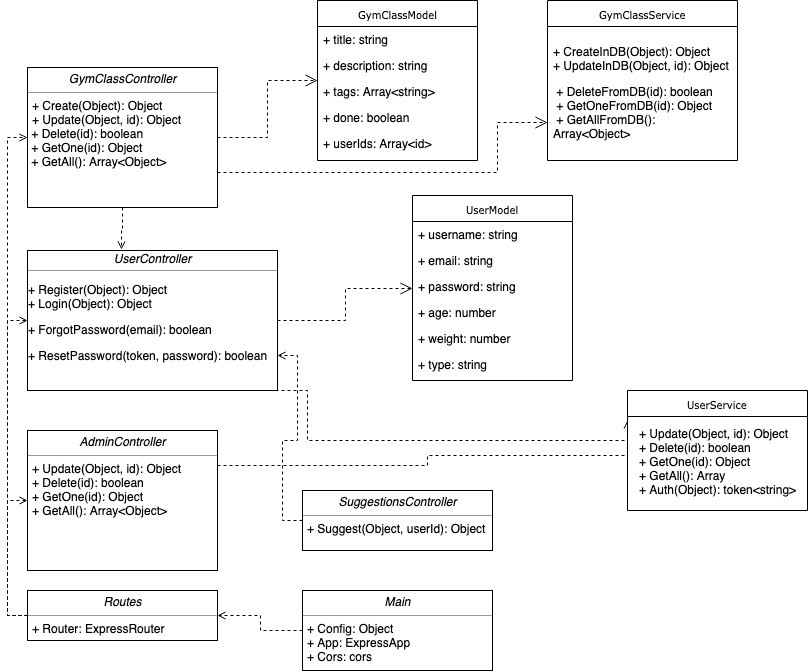 GymClassModel
+ title: string
+ description: string
+ tags: Array<string>
+ done: boolean
+ userIds: Array<id>
GymClassService
+ CreateInDB(Object): Object
+ UpdateInDB(Object, id): Object
+ DeleteFromDB(id): boolean
+ GetOneFromDB(id): Object
+ GetAllFromDB():
Array<Object>
GymClassController
+ Create(Object): Object
+ Update(Object, id): Object
+ Delete(id): boolean
+ GetOne(id): Object
+ GetAll(): Array<Object>
UserModel
+ username: string
+ email: string
+ password: string
+ age: number
+ weight: number
+ type: string
UserController
+ Register(Object): Object
+ Login(Object): Object
+ ForgotPassword(email): boolean
+ ResetPassword(token, password): boolean
UserService
+ Update(Object, id): Object
+ Delete(id): boolean
+ GetOne(id): Object
+ GetAll(): Array
+ Auth(Object): token<string>
AdminController
+ Update(Object, id): Object
+ Delete(id): boolean
+ GetOne(id): Object
+ GetAll(): Array<Object>
SuggestionsController
+ Suggest(Object, userId): Object
Routes
+ Router: ExpressRouter
Main
+ Config: Object
+ App: ExpressApp
+ Cors: cors